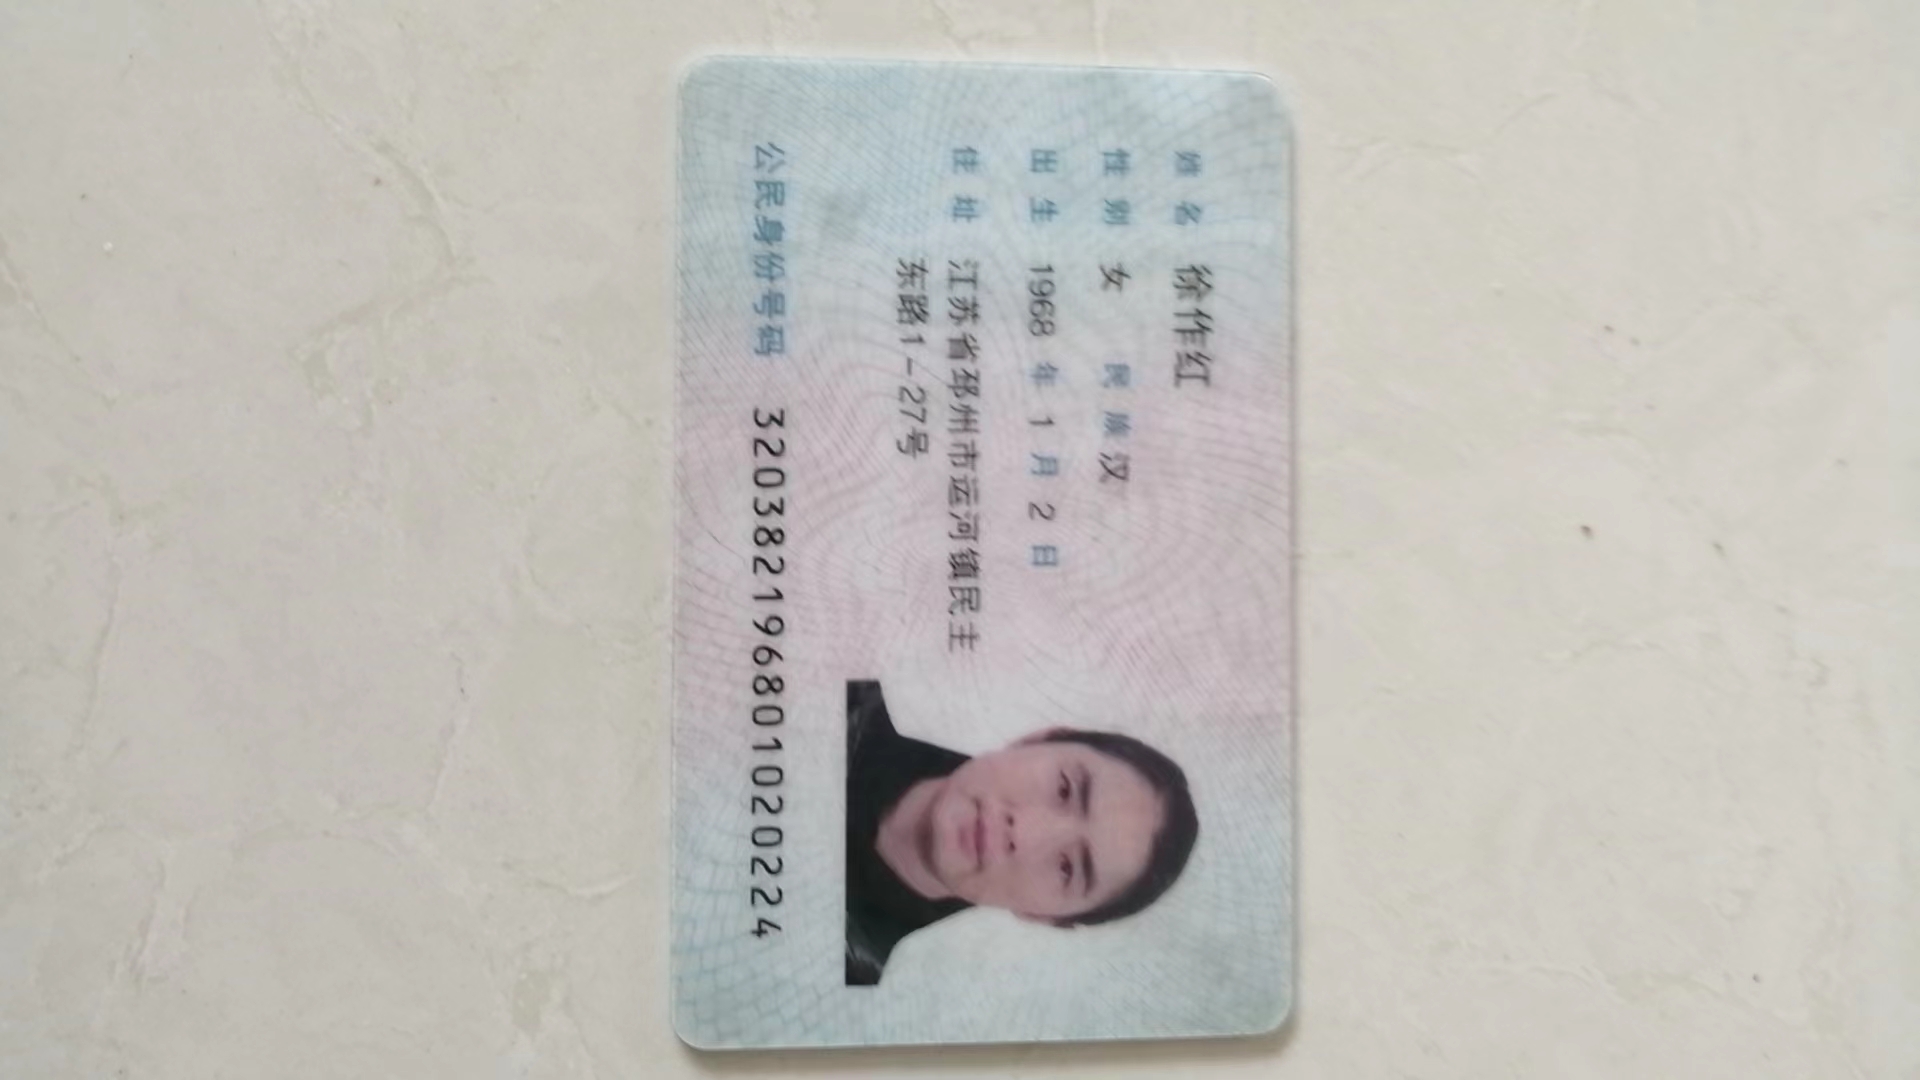 姓名 徐作红
性别 女 民族 汉
出生 1968 年 1 月 2 日
住址 江苏省邳州市运河镇民主
东路1-27号
公民身份号码 320382196801020224